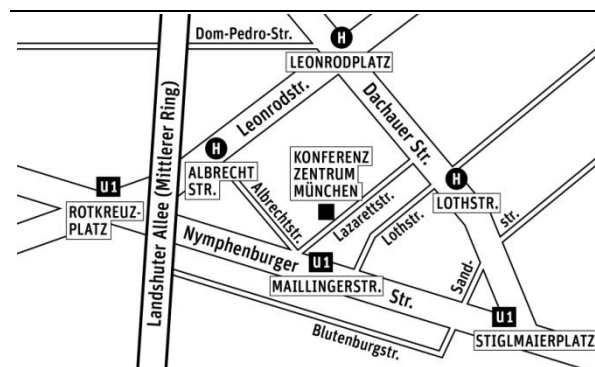 Dom-Pedro-Str.
H
LEONRODPLATZ
Landshuter Allee (Mittlerer Ring)
Leonrodstr.
Dachauer Str.
H
ALBRECHT
STR.
KONFERENZ
ZENTRUM
MÜNCHEN
U1
ROTKREUZ-
PLATZ
Albrechtstr.
Lazarettstr.
Lothstr.
H
LOTHSTR.
Sand-
str.
Nymphenburger
Str.
U1
MAILLINGERSTR.
U1
STIGLMAIERPLATZ
Blutenburgstr.